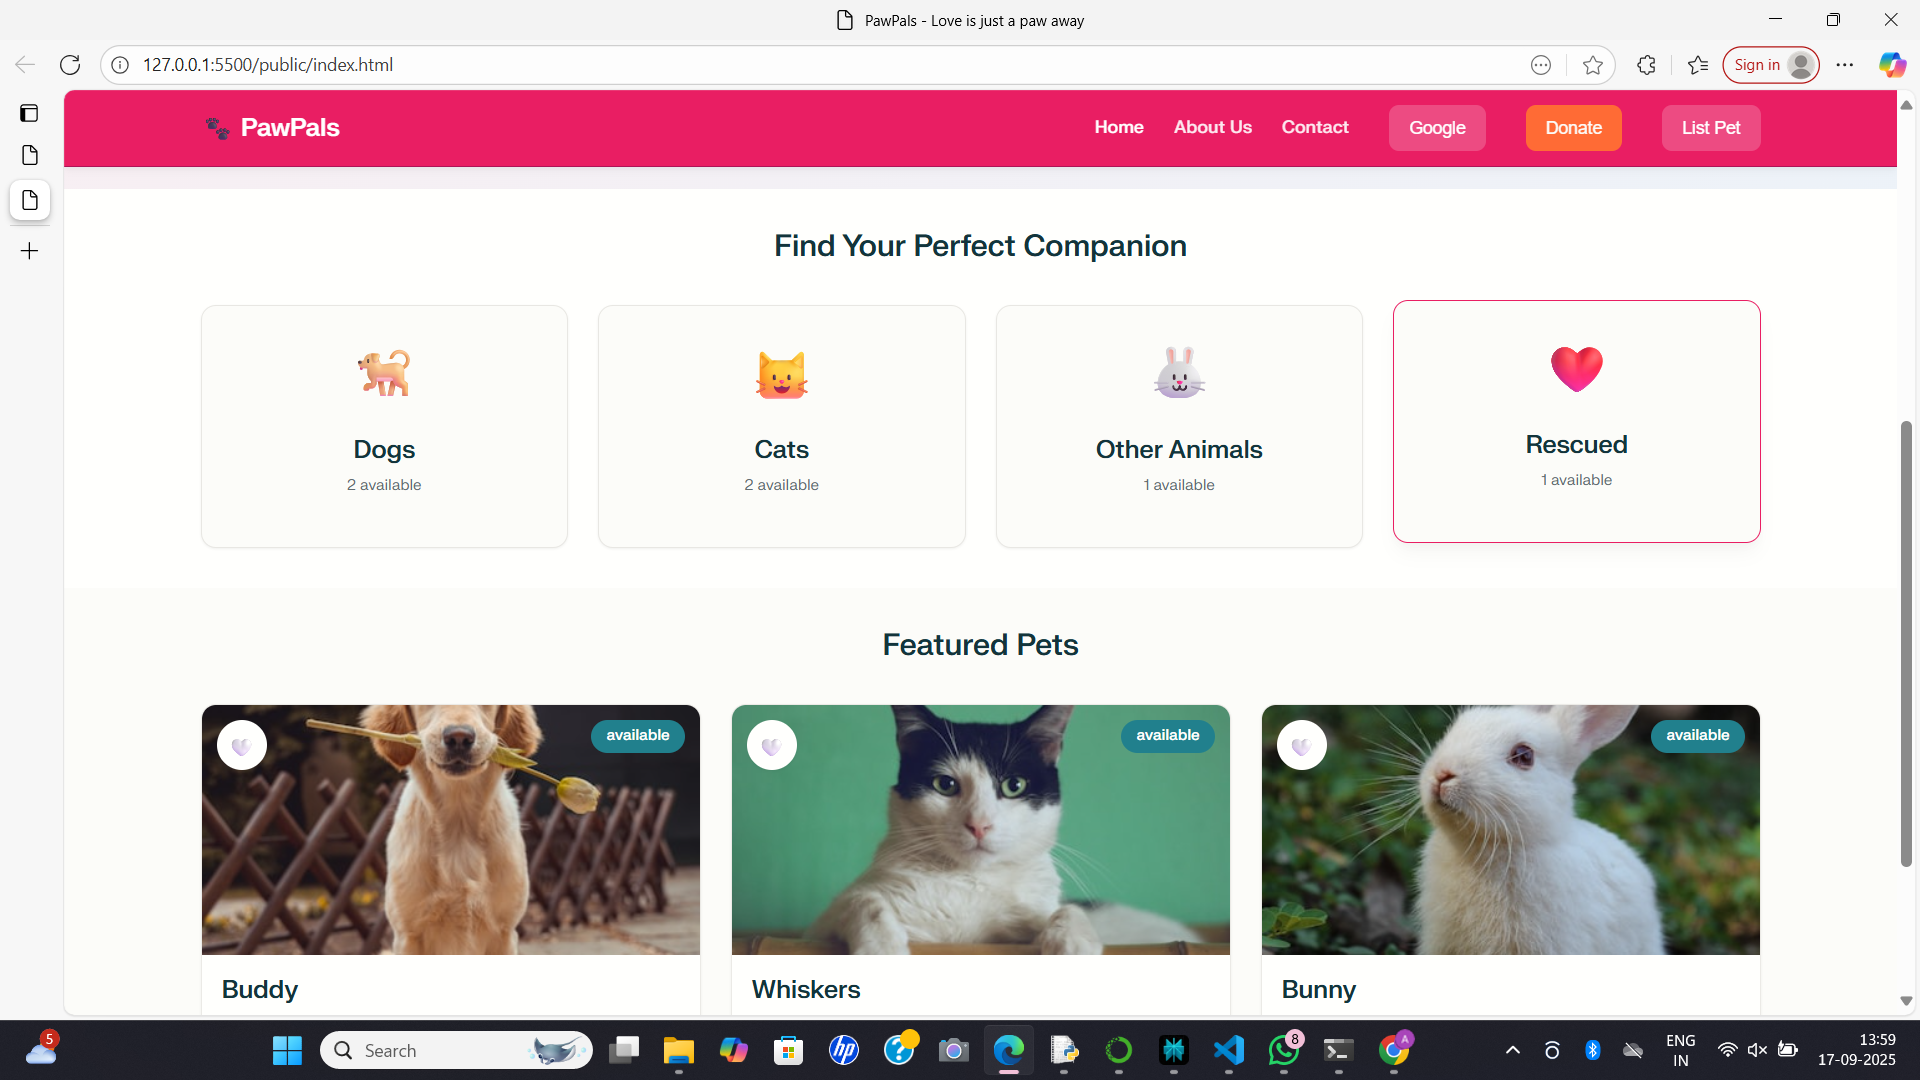 PawPals - Love is just a paw away
127.0.0.1:5500/public/index.html
Sign in
PawPals
Home
About Us
Contact
Google
Donate
List Pet
Find Your Perfect Companion
Dogs
2 available
Cats
2 available
Other Animals
1 available
Rescued
1 available
Featured Pets
available
available
available
Buddy
Whiskers
Bunny
5
Search
hp
?
8
A
ENG
IN
13:59
17-09-2025